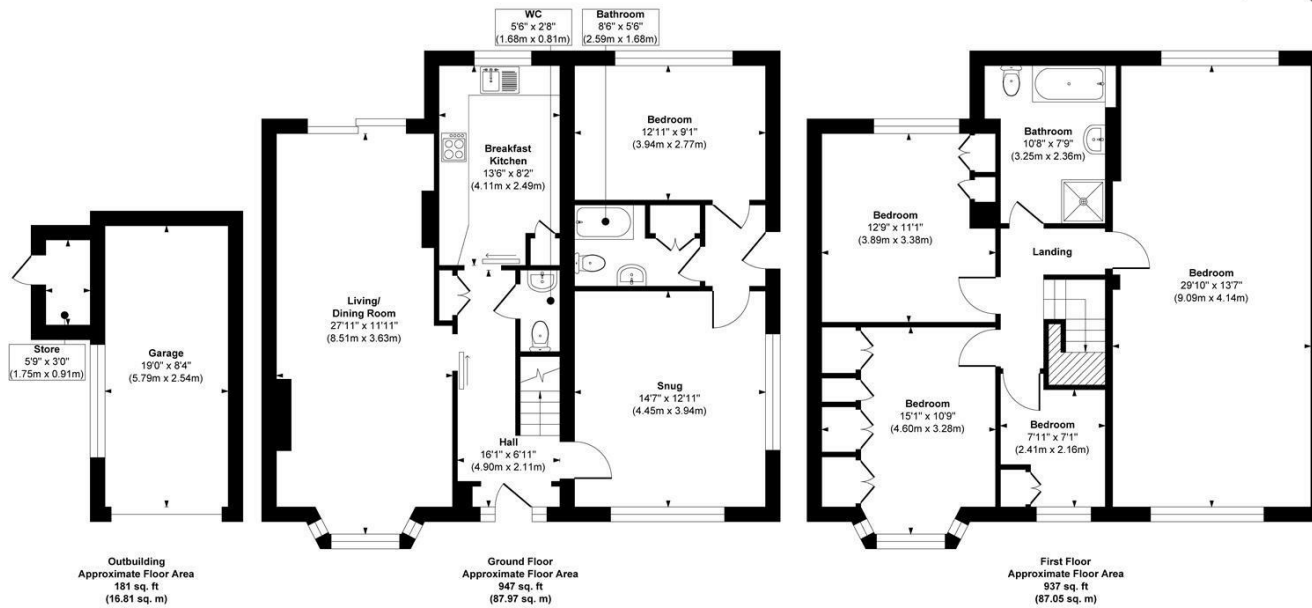 WC
5'6" x 2'8"
(1.68m x 0.81m)
Bathroom
8'6" x 5'6"
(2.59m x 1.68m)
Bedroom
12'11" x 9'1"
(3.94m x 2.77m)
Breakfast
Kitchen
13'6" x 8'2"
(4.11m x 2.49m)
Living/
Dining Room
27'11" x 11'11"
(8.51m x 3.63m)
Store
5'9" x 3'0"
(1.75m x 0.91m)
Garage
19'0" x 8'4"
(5.79m x 2.54m)
Snug
14'7" x 12'11"
(4.45m x 3.94m)
Hall
16'1" x 6'11"
(4.90m x 2.11m)
Bathroom
10'8" x 7'9"
(3.25m x 2.36m)
Bedroom
12'9" x 11'1"
(3.89m x 3.38m)
Landing
Bedroom
29'10" x 13'7"
(9.09m x 4.14m)
Bedroom
15'1" x 10'9"
(4.60m x 3.28m)
Bedroom
7'11" x 7'1"
(2.41m x 2.16m)
Outbuilding
Approximate Floor Area
181 sq. ft
(16.81 sq. m)
Ground Floor
Approximate Floor Area
947 sq. ft
(87.97 sq. m)
First Floor
Approximate Floor Area
937 sq. ft
(87.05 sq. m)